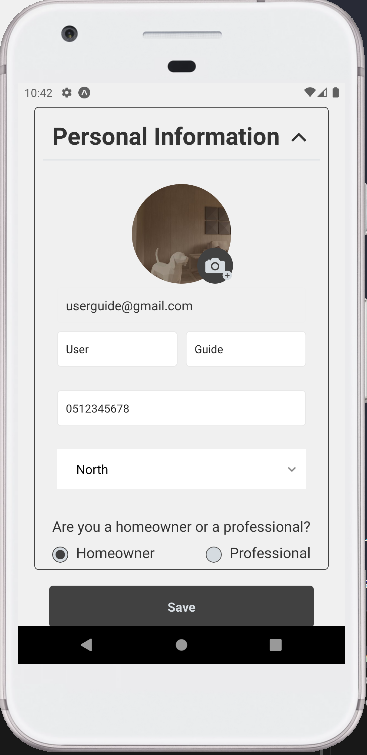 10:42
Personal Information
userguide@gmail.com
User Guide
0512345678
North
Are you a homeowner or a professional?
Homeowner Professional
Save